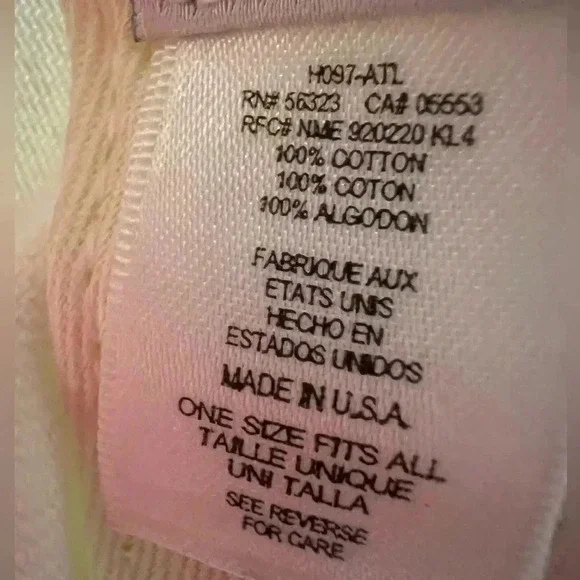 H097-ATL
RN# 56323 CA# 05553
RFC# NME 920220 KL4
100% COTTON
100% COTON
100% ALGODON
FABRIQUE AUX
ETATS UNIS
HECHO EN
ESTADOS UNIDOS
MADE IN U.S.A.
ONE SIZE FITS ALL
TAILLE UNIQUE
UNI TALLA
SEE REVERSE
FOR CARE